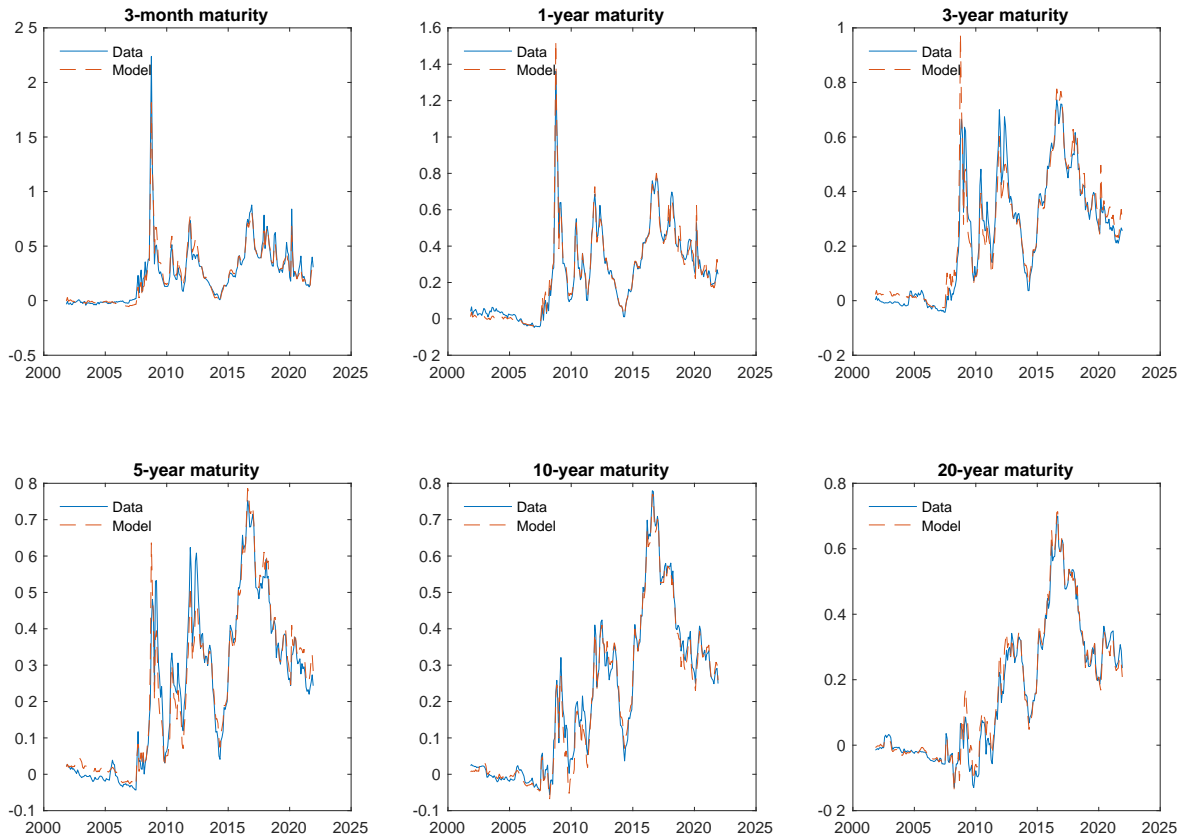 3-month maturity
2 5
2
1.5
1
0 5
0
-0.5
2000 2005 2010 2015 2020 2025
Data
Model
1-year maturity
1.6
1.4
1.2
1
0.8
0.6
0.4
0.2
0
-0 2
2000 2005 2010 2015 2020 2025
Data
Model
3-year maturity
1
0.8
0.6
0.4
0.2
0
-0 2
2000 2005 2010 2015 2020 2025
Data
Model
5-year maturity
0 8
0.7
0.6
0.5
0.4
0.3
0.2
0.1
0
-0.1
2000 2005 2010 2015 2020 2025
Data
Model
10-year maturity
0 8
0.7
0.6
0.5
0.4
0.3
0.2
0.1
0
-0.1
2000 2005 2010 2015 2020 2025
Data
Model
20-year maturity
0.8
0.6
0.4
0.2
0
-0.2
2000 2005 2010 2015 2020 2025
Data
Model